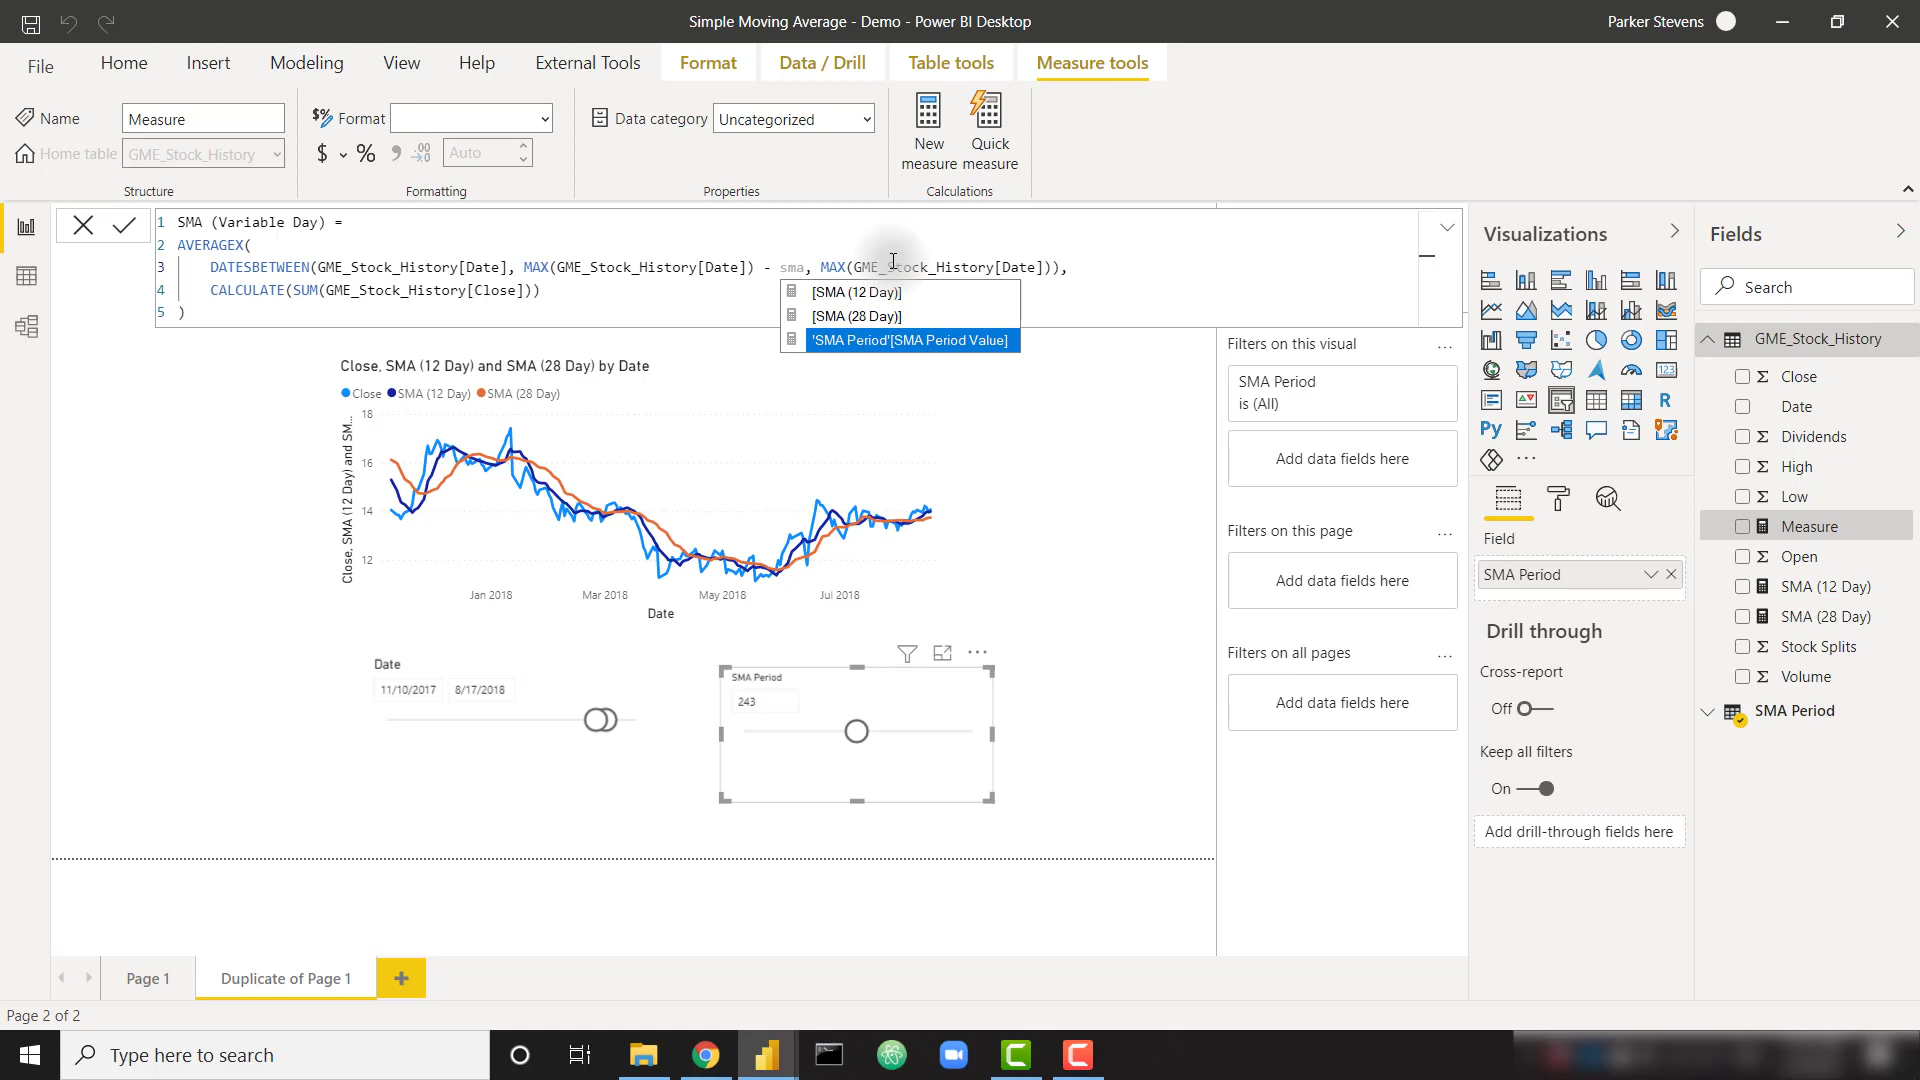 Simple Moving Average - Demo - Power BI Desktop
Parker Stevens
File
Home
Insert
Modeling
View
Help
External Tools
Format
Data / Drill
Table tools
Measure tools
Name
Measure
Home table
GME_Stock_History
Structure
Format
$
%
Auto
Formatting
Data category
Uncategorized
Properties
New
measure
Quick
measure
Calculations
1 SMA (Variable Day) =
2 AVERAGEX(
3 DATESBETWEEN(GME_Stock_History[Date], MAX(GME_Stock_History[Date]) - sma, MAX(GME_Stock_History[Date])),
4 CALCULATE(SUM(GME_Stock_History[Close]))
5 )
[SMA (12 Day)]
[SMA (28 Day)]
'SMA Period'[SMA Period Value]
Close, SMA (12 Day) and SMA (28 Day) by Date
Close
SMA (12 Day)
SMA (28 Day)
Close, SMA (12 Day) and SM...
18
16
14
12
Jan 2018
Mar 2018
May 2018
Jul 2018
Date
Date
11/10/2017
8/17/2018
SMA Period
243
Filters on this visual
...
SMA Period
is (All)
Add data fields here
Filters on this page
...
Add data fields here
Filters on all pages
...
Add data fields here
Visualizations
123
R
Py
...
Field
SMA Period
Drill through
Cross-report
Off
Keep all filters
On
Add drill-through fields here
Fields
Search
GME_Stock_History
Close
Date
Dividends
High
Low
Measure
Open
SMA (12 Day)
SMA (28 Day)
Stock Splits
Volume
SMA Period
Page 1
Duplicate of Page 1
+
Page 2 of 2
Type here to search